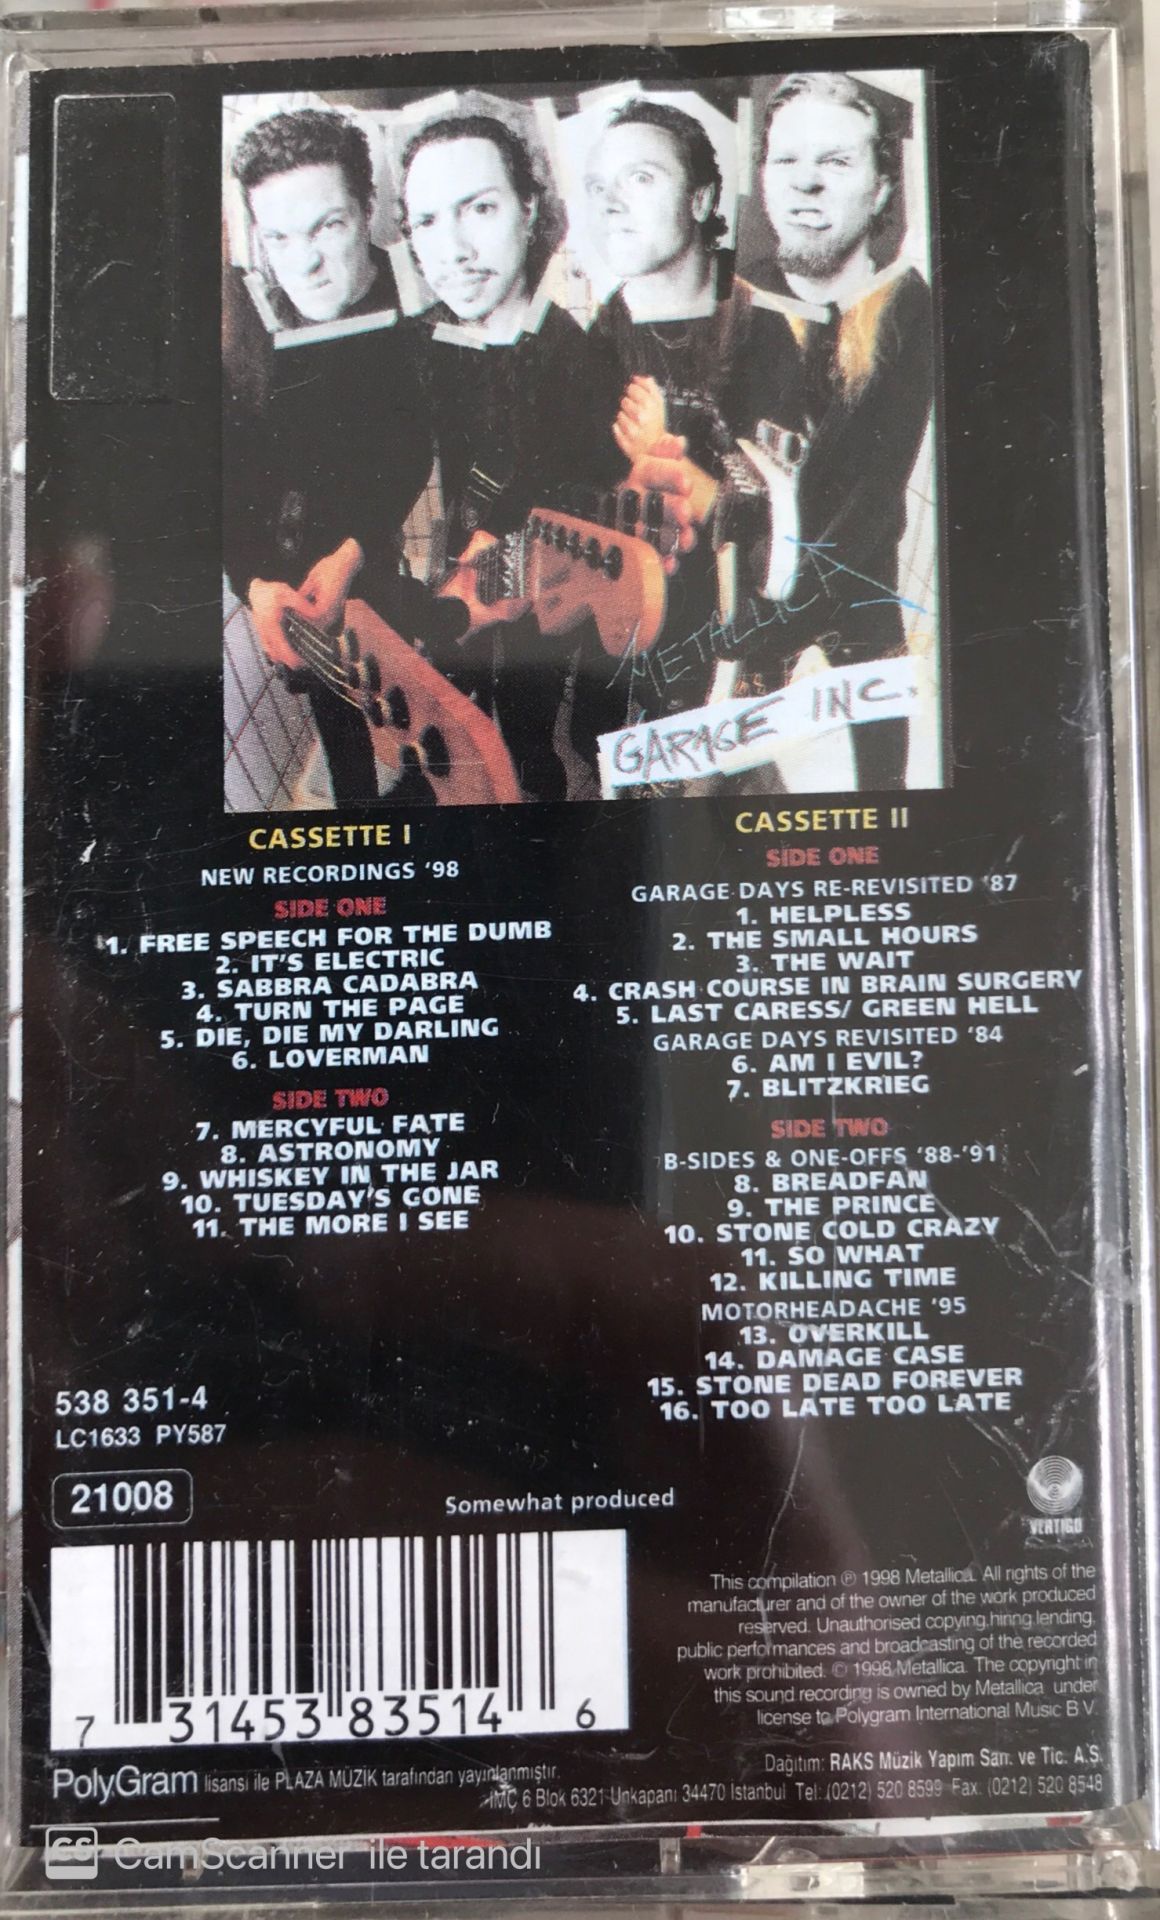 METALLICA
GARAGE INC.
CASSETTE I
NEW RECORDINGS '98
SIDE ONE
1. FREE SPEECH FOR THE DUMB
2. IT'S ELECTRIC
3. SABBRA CADABRA
4. TURN THE PAGE
5. DIE, DIE MY DARLING
6. LOVERMAN
SIDE TWO
7. MERCYFUL FATE
8. ASTRONOMY
9. WHISKEY IN THE JAR
10. TUESDAY'S GONE
11. THE MORE I SEE
CASSETTE II
SIDE ONE
GARAGE DAYS RE-REVISITED '87
1. HELPLESS
2. THE SMALL HOURS
3. THE WAIT
4. CRASH COURSE IN BRAIN SURGERY
5. LAST CARESS/ GREEN HELL
GARAGE DAYS REVISITED '84
6. AM I EVIL?
7. BLITZKRIEG
SIDE TWO
B-SIDES & ONE-OFFS '88-'91
8. BREADFAN
9. THE PRINCE
10. STONE COLD CRAZY
11. SO WHAT
12. KILLING TIME
MOTORHEADACHE '95
13. OVERKILL
14. DAMAGE CASE
15. STONE DEAD FOREVER
16. TOO LATE TOO LATE
538 351-4
LC1633 PY587
21008
Somewhat produced
VERTIGO
This compilation ℗ 1998 Metallica. All rights of the
manufacturer and of the owner of the work produced
reserved. Unauthorised copying,hiring,lending,
public performances and broadcasting of the recorded
work prohibited. © 1998 Metallica. The copyright in
this sound recording is owned by Metallica under
license to Polygram International Music B.V.
7 31453 83514 6
PolyGram lisansı ile PLAZA MÜZİK tarafından yayınlanmıştır.
Dağıtım: RAKS Müzik Yapım San. ve Tic. A.Ş.
İMÇ 6 Blok 6321 Unkapanı 34470 İstanbul Tel: (0212) 520 8599 Fax: (0212) 520 8548
CS CamScanner ile tarandı